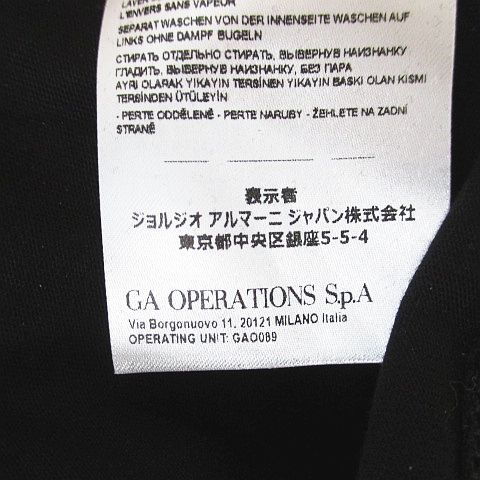 L'ENVERS SANS VAPEUR
SEPARAT WASCHEN VON DER INNENSEITE WASCHEN AUF
LINKS OHNE DAMPF BUGELN
СТИРАТЬ ОТДЕЛЬНО СТИРАТЬ, ВЫВЕРНУВ НАИЗНАНКУ
ГЛАДИТЬ, ВЫВЕРНУВ НАИЗНАНКУ, БЕЗ ПАРА
AYRI OLARAK YIKAYIN TERSINEN YIKAYIN BASKI OLAN KISMI
TERSİNDEN ÜTÜLEYİN
- PERTE ODDĚLENĚ - PERTE NARUBY - ŽEHLETE NA ZADNÍ
STRANĚ
表示者
ジョルジオ アルマーニ ジャパン株式会社
東京都中央区銀座5-5-4
GA OPERATIONS S.p.A
Via Borgonuovo 11, 20121 MILANO Italia
OPERATING UNIT: GAO089